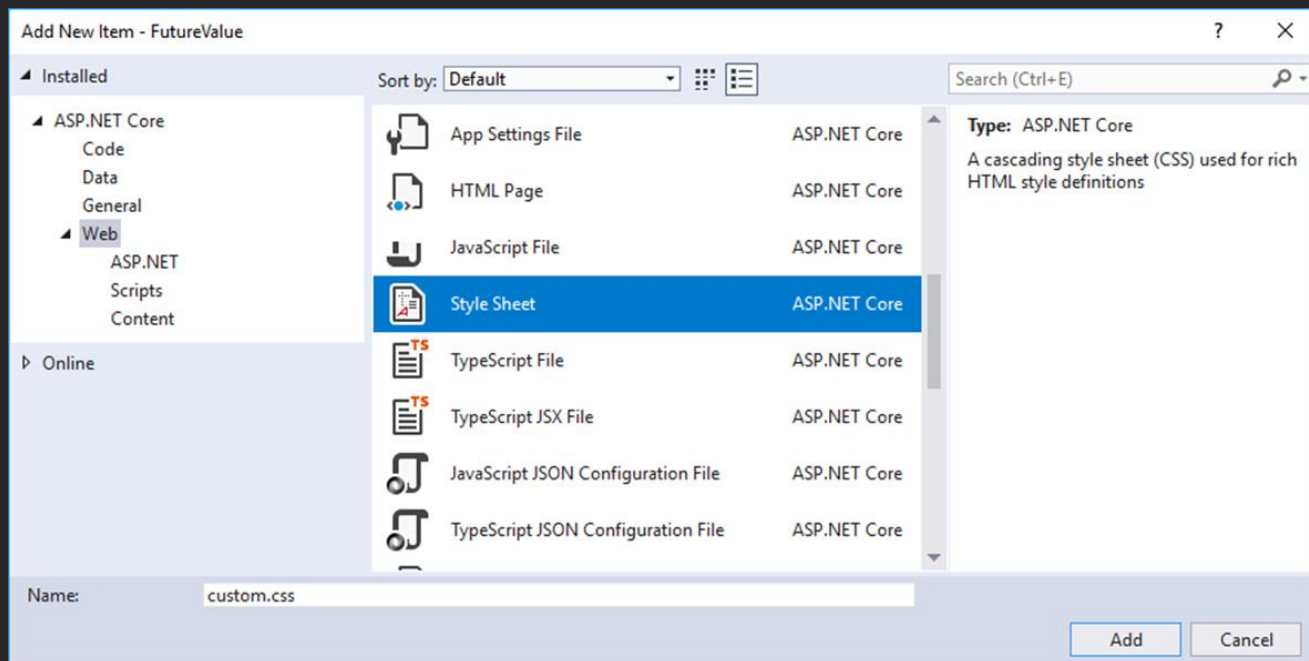 Add New Item - FutureValue
?
Installed
Sort by: Default
Search (Ctrl+E)
ASP.NET Core
Code
Data
General
Web
ASP.NET
Scripts
Content
Online
App Settings File ASP.NET Core
HTML Page ASP.NET Core
JavaScript File ASP.NET Core
Style Sheet ASP.NET Core
TS
TypeScript File ASP.NET Core
TS
TypeScript JSX File ASP.NET Core
JavaScript JSON Configuration File ASP.NET Core
TypeScript JSON Configuration File ASP.NET Core
Type: ASP.NET Core
A cascading style sheet (CSS) used for rich
HTML style definitions
Name: custom.css
Add Cancel